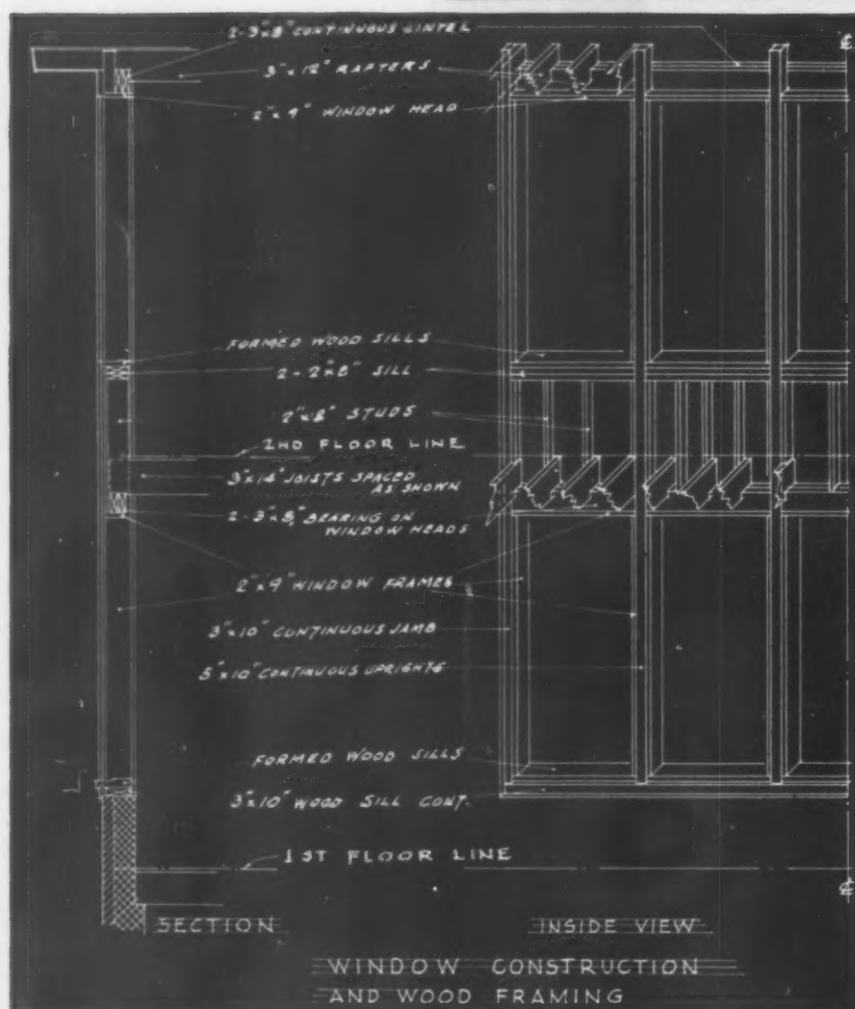 2-3"x8" CONTINUOUS LINTEL
3"x12" RAFTERS
2"x9" WINDOW HEAD
FORMED WOOD SILLS
2-2"x8" SILL
2"x8" STUDS
2ND FLOOR LINE
3"x14" JOISTS SPACED
AS SHOWN
2-3"x8" BEARING ON
WINDOW HEADS
2"x9" WINDOW FRAMES
3"x10" CONTINUOUS JAMB
5"x10" CONTINUOUS UPRIGHTS
FORMED WOOD SILLS
3"x10" WOOD SILL CONT.
1ST FLOOR LINE
SECTION
INSIDE VIEW
WINDOW CONSTRUCTION
AND WOOD FRAMING